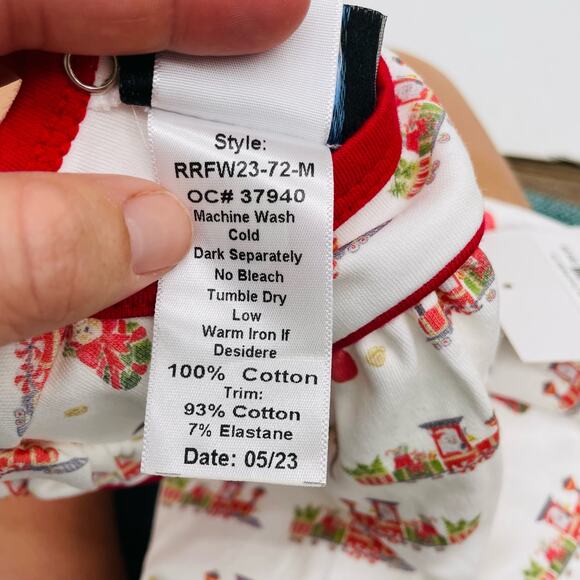 Style:
RRFW23-72-M
OC# 37940
Machine Wash
Cold
Dark Separately
No Bleach
Tumble Dry
Low
Warm Iron If
Desidere
100% Cotton
Trim:
93% Cotton
7% Elastane
Date: 05/23